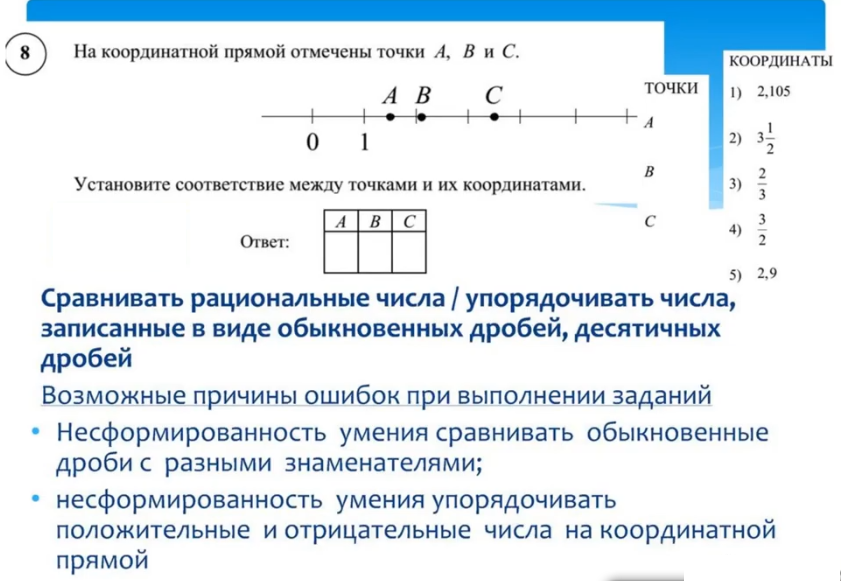 8
На координатной прямой отмечены точки A, B и C.
A B C
0 1
Установите соответствие между точками и их координатами.
A B C
Ответ:
ТОЧКИ
A
B
C
КООРДИНАТЫ
1) 2,105
2) 3 1/2
3) 2/3
4) 3/2
5) 2,9
Сравнивать рациональные числа / упорядочивать числа,
записанные в виде обыкновенных дробей, десятичных
дробей
Возможные причины ошибок при выполнении заданий
• Несформированность умения сравнивать обыкновенные
дроби с разными знаменателями;
• несформированность умения упорядочивать
положительные и отрицательные числа на координатной
прямой